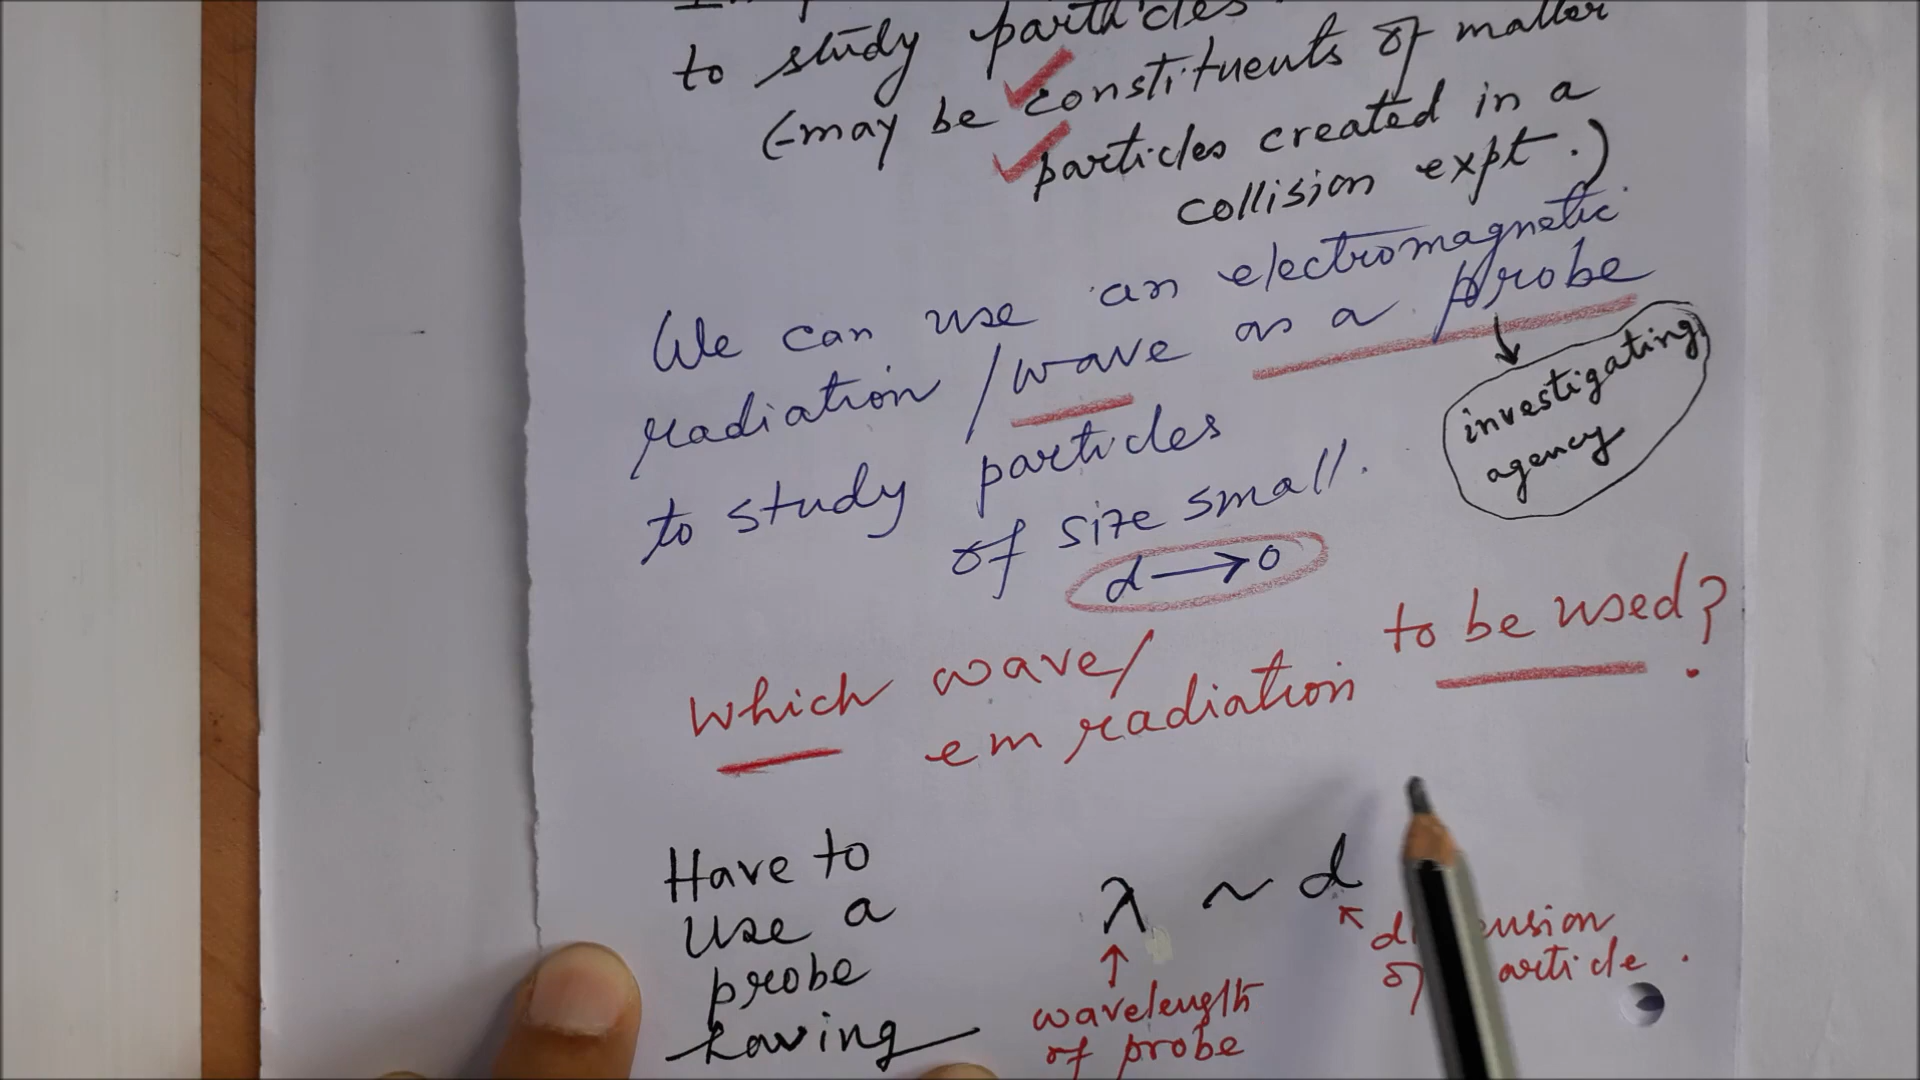 to study particles
(may be constituents of matter
particles created in a
collision expt.)
We can use an electromagnetic
radiation/wave as a probe
investigating
agency
to study particles
of size small.
d → 0
Which wave/
em radiation to be used?
Have to
use a
probe
having
λ ~ d
wavelength
of probe